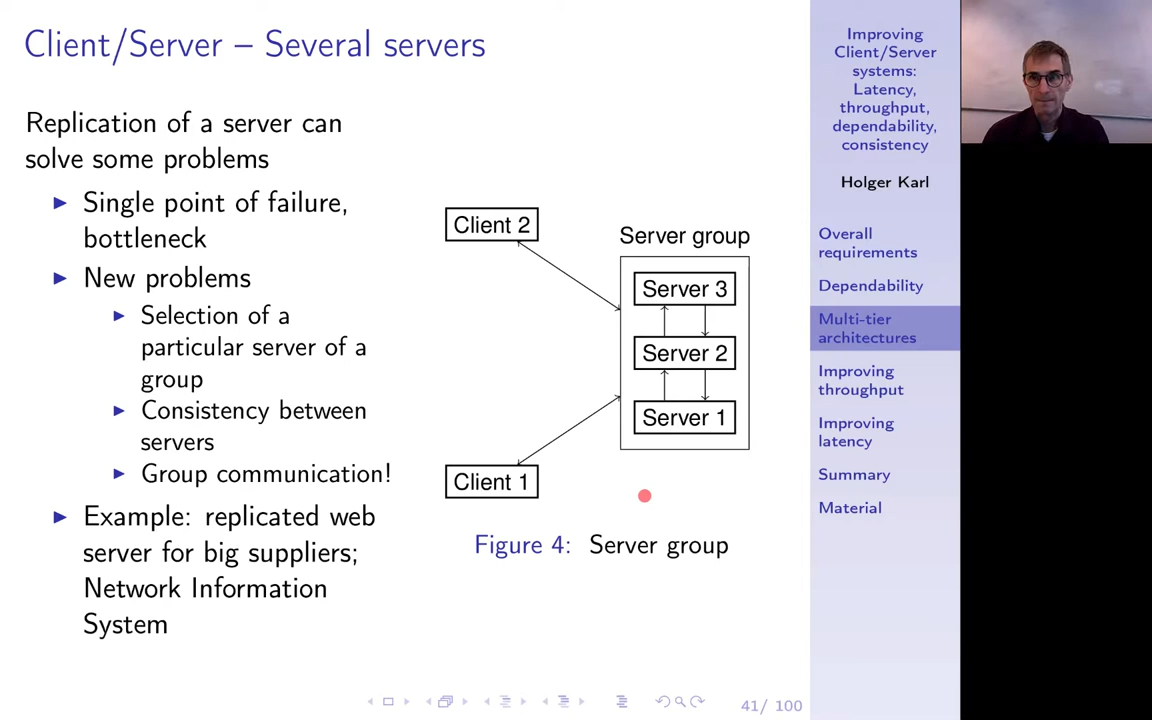 Client/Server – Several servers
Replication of a server can
solve some problems
Single point of failure,
bottleneck
New problems
Selection of a
particular server of a
group
Consistency between
servers
Group communication!
Example: replicated web
server for big suppliers;
Network Information
System
Client 2
Server group
Server 3
Server 2
Server 1
Client 1
Figure 4: Server group
Improving
Client/Server
systems:
Latency,
throughput,
dependability,
consistency
Holger Karl
Overall
requirements
Dependability
Multi-tier
architectures
Improving
throughput
Improving
latency
Summary
Material
41/ 100